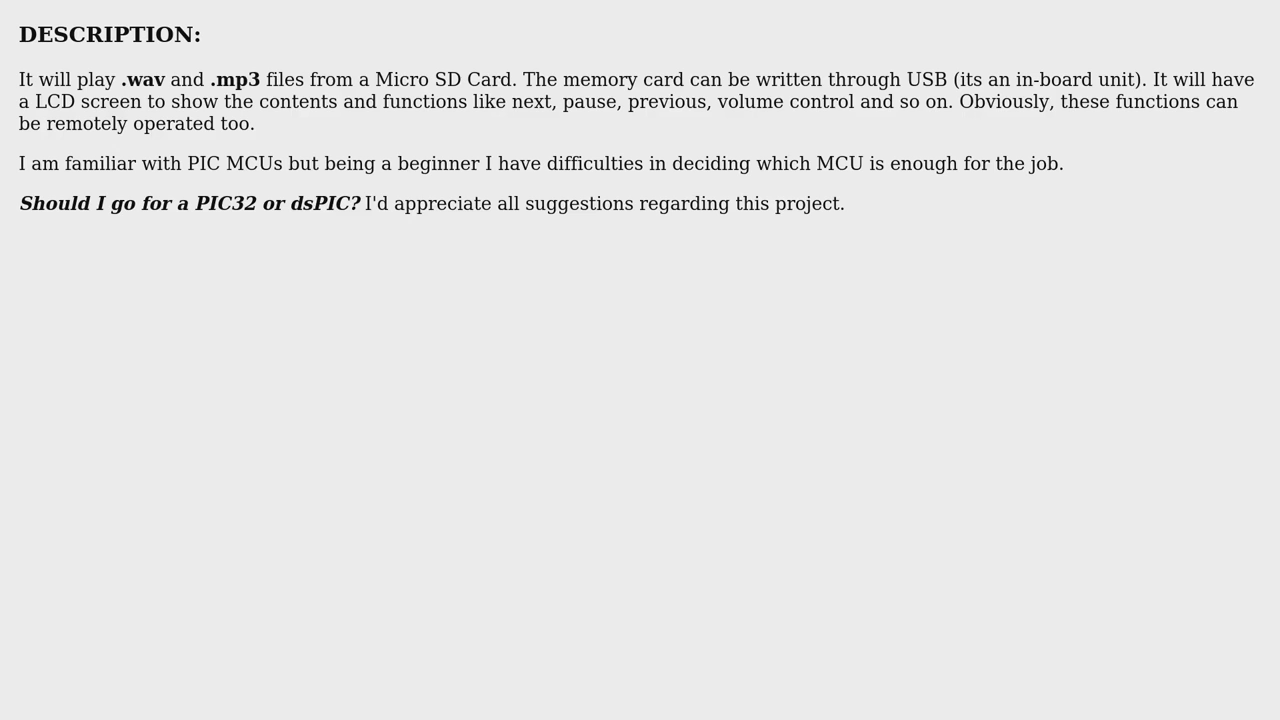 DESCRIPTION:
It will play .wav and .mp3 files from a Micro SD Card. The memory card can be written through USB (its an in-board unit). It will have
a LCD screen to show the contents and functions like next, pause, previous, volume control and so on. Obviously, these functions can
be remotely operated too.
I am familiar with PIC MCUs but being a beginner I have difficulties in deciding which MCU is enough for the job.
Should I go for a PIC32 or dsPIC? I'd appreciate all suggestions regarding this project.